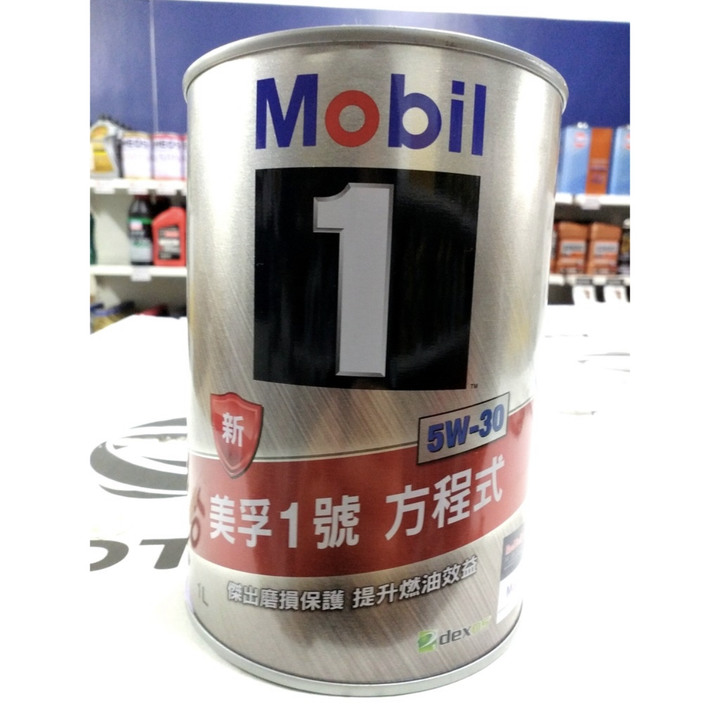 Mobil
1
TM
新
5W-30
美孚1號 方程式
傑出磨損保護 提升燃油效益
1L
dexos